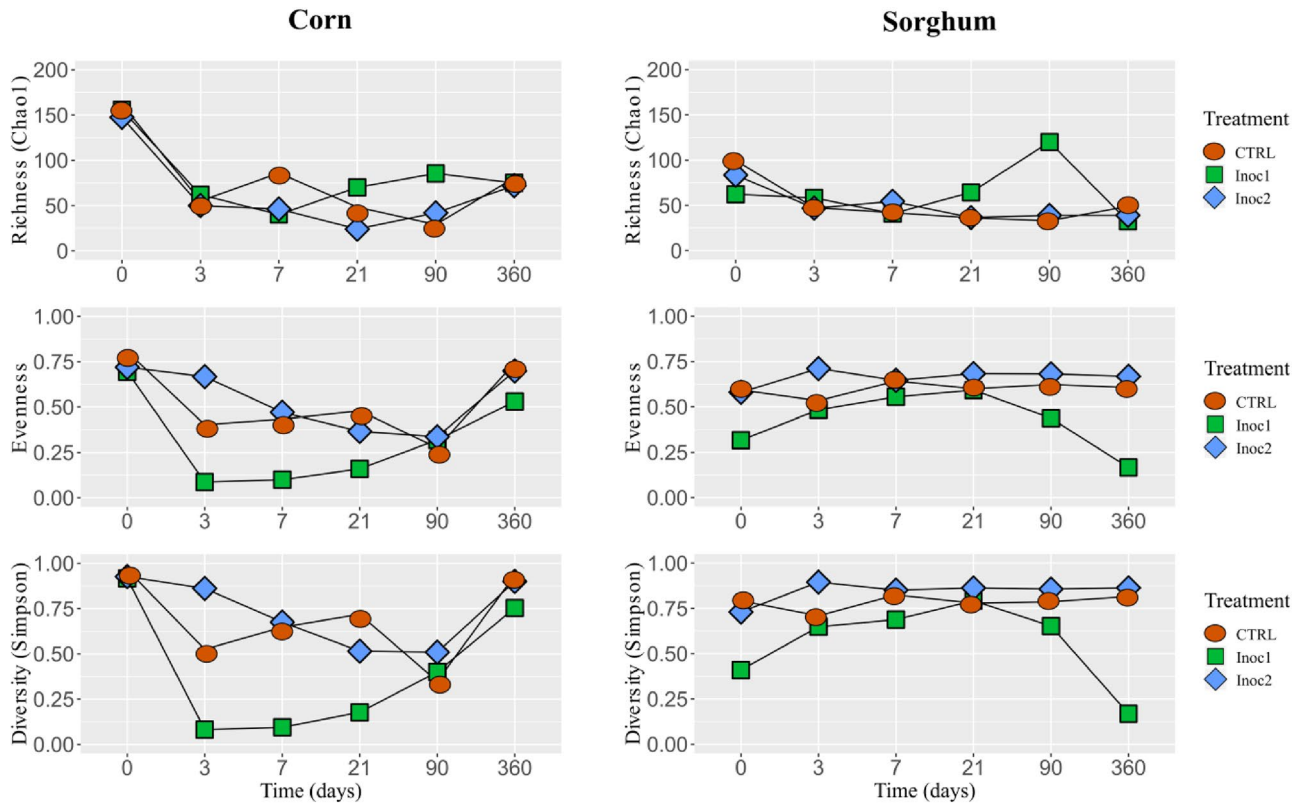 Corn
Sorghum
Richness (Chao1)
200
150
100
50
0
0 3 7 21 90 360
Richness (Chao1)
200
150
100
50
0
0 3 7 21 90 360
Treatment
CTRL
Inoc1
Inoc2
Evenness
1.00
0.75
0.50
0.25
0.00
0 3 7 21 90 360
Evenness
1.00
0.75
0.50
0.25
0.00
0 3 7 21 90 360
Treatment
CTRL
Inoc1
Inoc2
Diversity (Simpson)
1.00
0.75
0.50
0.25
0.00
0 3 7 21 90 360
Time (days)
Diversity (Simpson)
1.00
0.75
0.50
0.25
0.00
0 3 7 21 90 360
Time (days)
Treatment
CTRL
Inoc1
Inoc2